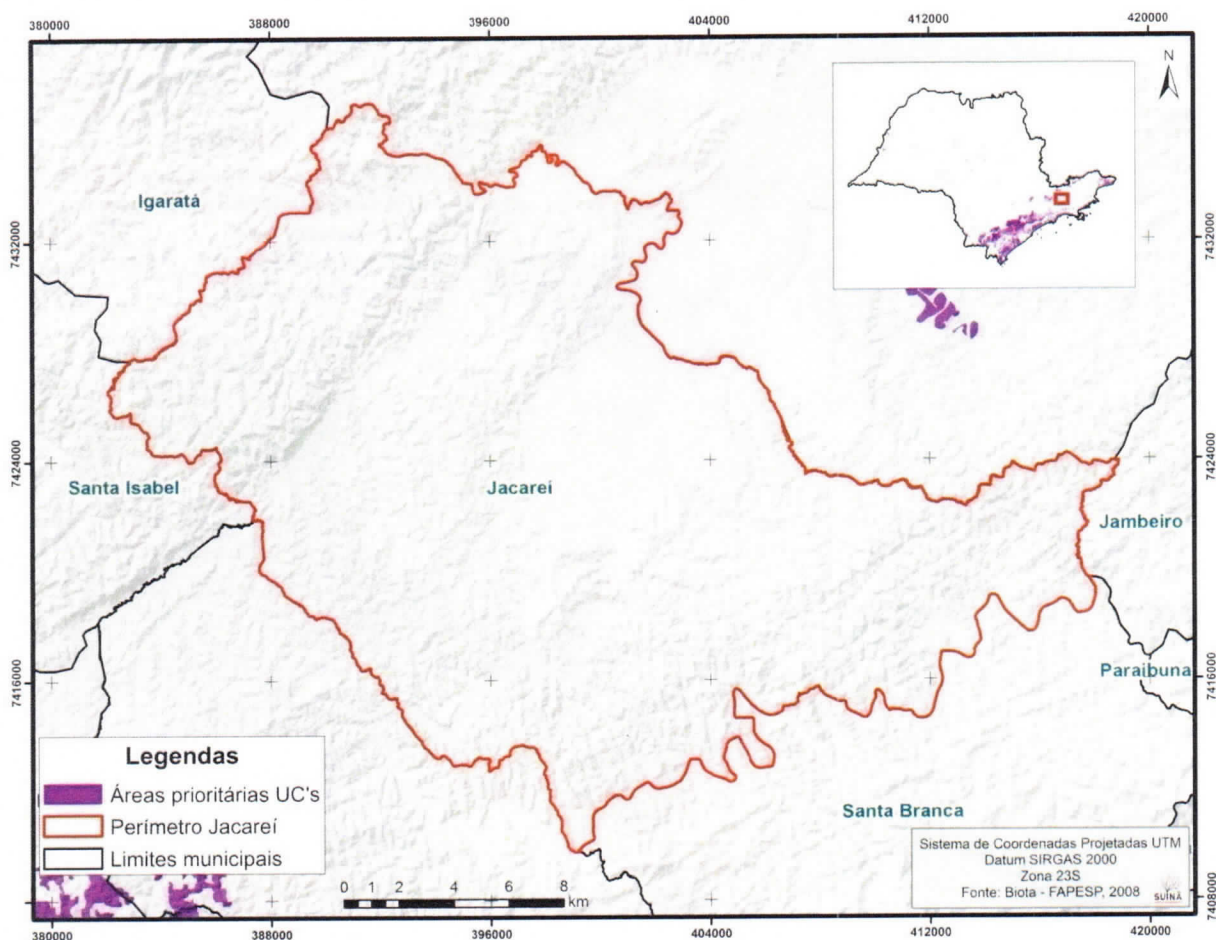 380000 388000 396000 404000 412000 420000
N
Igaratá
7432000 7432000
7424000 7424000
Santa Isabel
Jacareí
Jambeiro
7416000 7416000
Paraibuna
Legendas
Áreas prioritárias UC's
Perímetro Jacareí
Limites municipais
0 1 2 4 6 8
km
Santa Branca
Sistema de Coordenadas Projetadas UTM
Datum SIRGAS 2000
Zona 23S
Fonte: Biota - FAPESP, 2008
SUINÃ
7408000
380000 388000 396000 404000 412000 420000